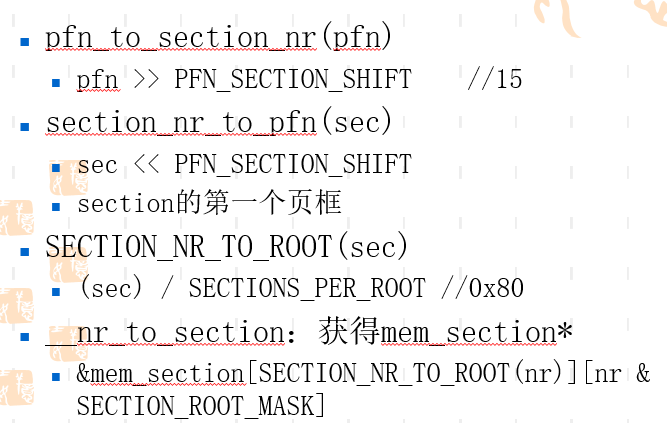 pfn_to_section_nr(pfn)
pfn >> PFN_SECTION_SHIFT //15
section_nr_to_pfn(sec)
sec << PFN_SECTION_SHIFT
section的第一个页框
SECTION_NR_TO_ROOT(sec)
(sec) / SECTIONS_PER_ROOT //0x80
__nr_to_section: 获得mem_section*
&mem_section[SECTION_NR_TO_ROOT(nr)][nr &
SECTION_ROOT_MASK]